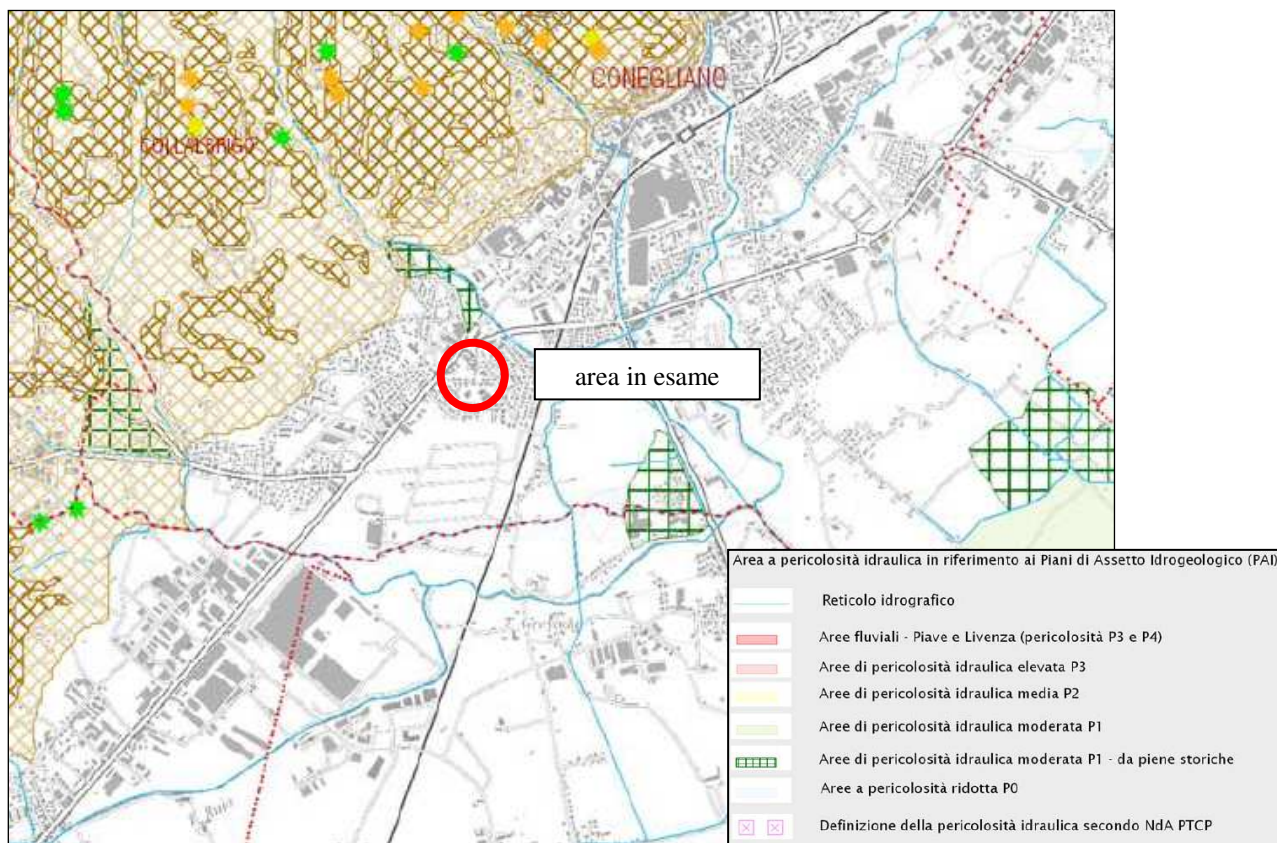 CONEGLIANO
COLLALBRIGO
area in esame
Area a pericolosità idraulica in riferimento ai Piani di Assetto Idrogeologico (PAI)
Reticolo idrografico
Aree fluviali - Piave e Livenza (pericolosità P3 e P4)
Aree di pericolosità idraulica elevata P3
Aree di pericolosità idraulica media P2
Aree di pericolosità idraulica moderata P1
Aree di pericolosità idraulica moderata P1 - da piene storiche
Aree a pericolosità ridotta P0
Definizione della pericolosità idraulica secondo NdA PTCP